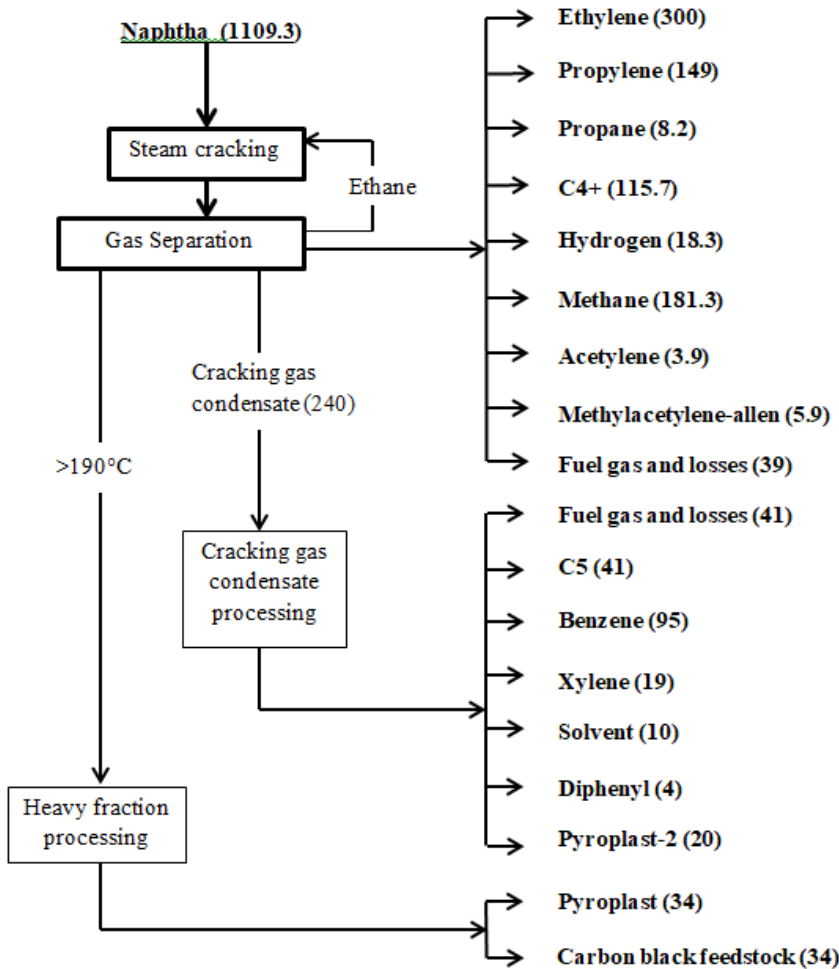 Naphtha (1109.3)
Steam cracking
Ethane
Gas Separation
Cracking gas
condensate (240)
>190°C
Cracking gas
condensate
processing
Heavy fraction
processing
Ethylene (300)
Propylene (149)
Propane (8.2)
C4+ (115.7)
Hydrogen (18.3)
Methane (181.3)
Acetylene (3.9)
Methylacetylene-allen (5.9)
Fuel gas and losses (39)
Fuel gas and losses (41)
C5 (41)
Benzene (95)
Xylene (19)
Solvent (10)
Diphenyl (4)
Pyroplast-2 (20)
Pyroplast (34)
Carbon black feedstock (34)